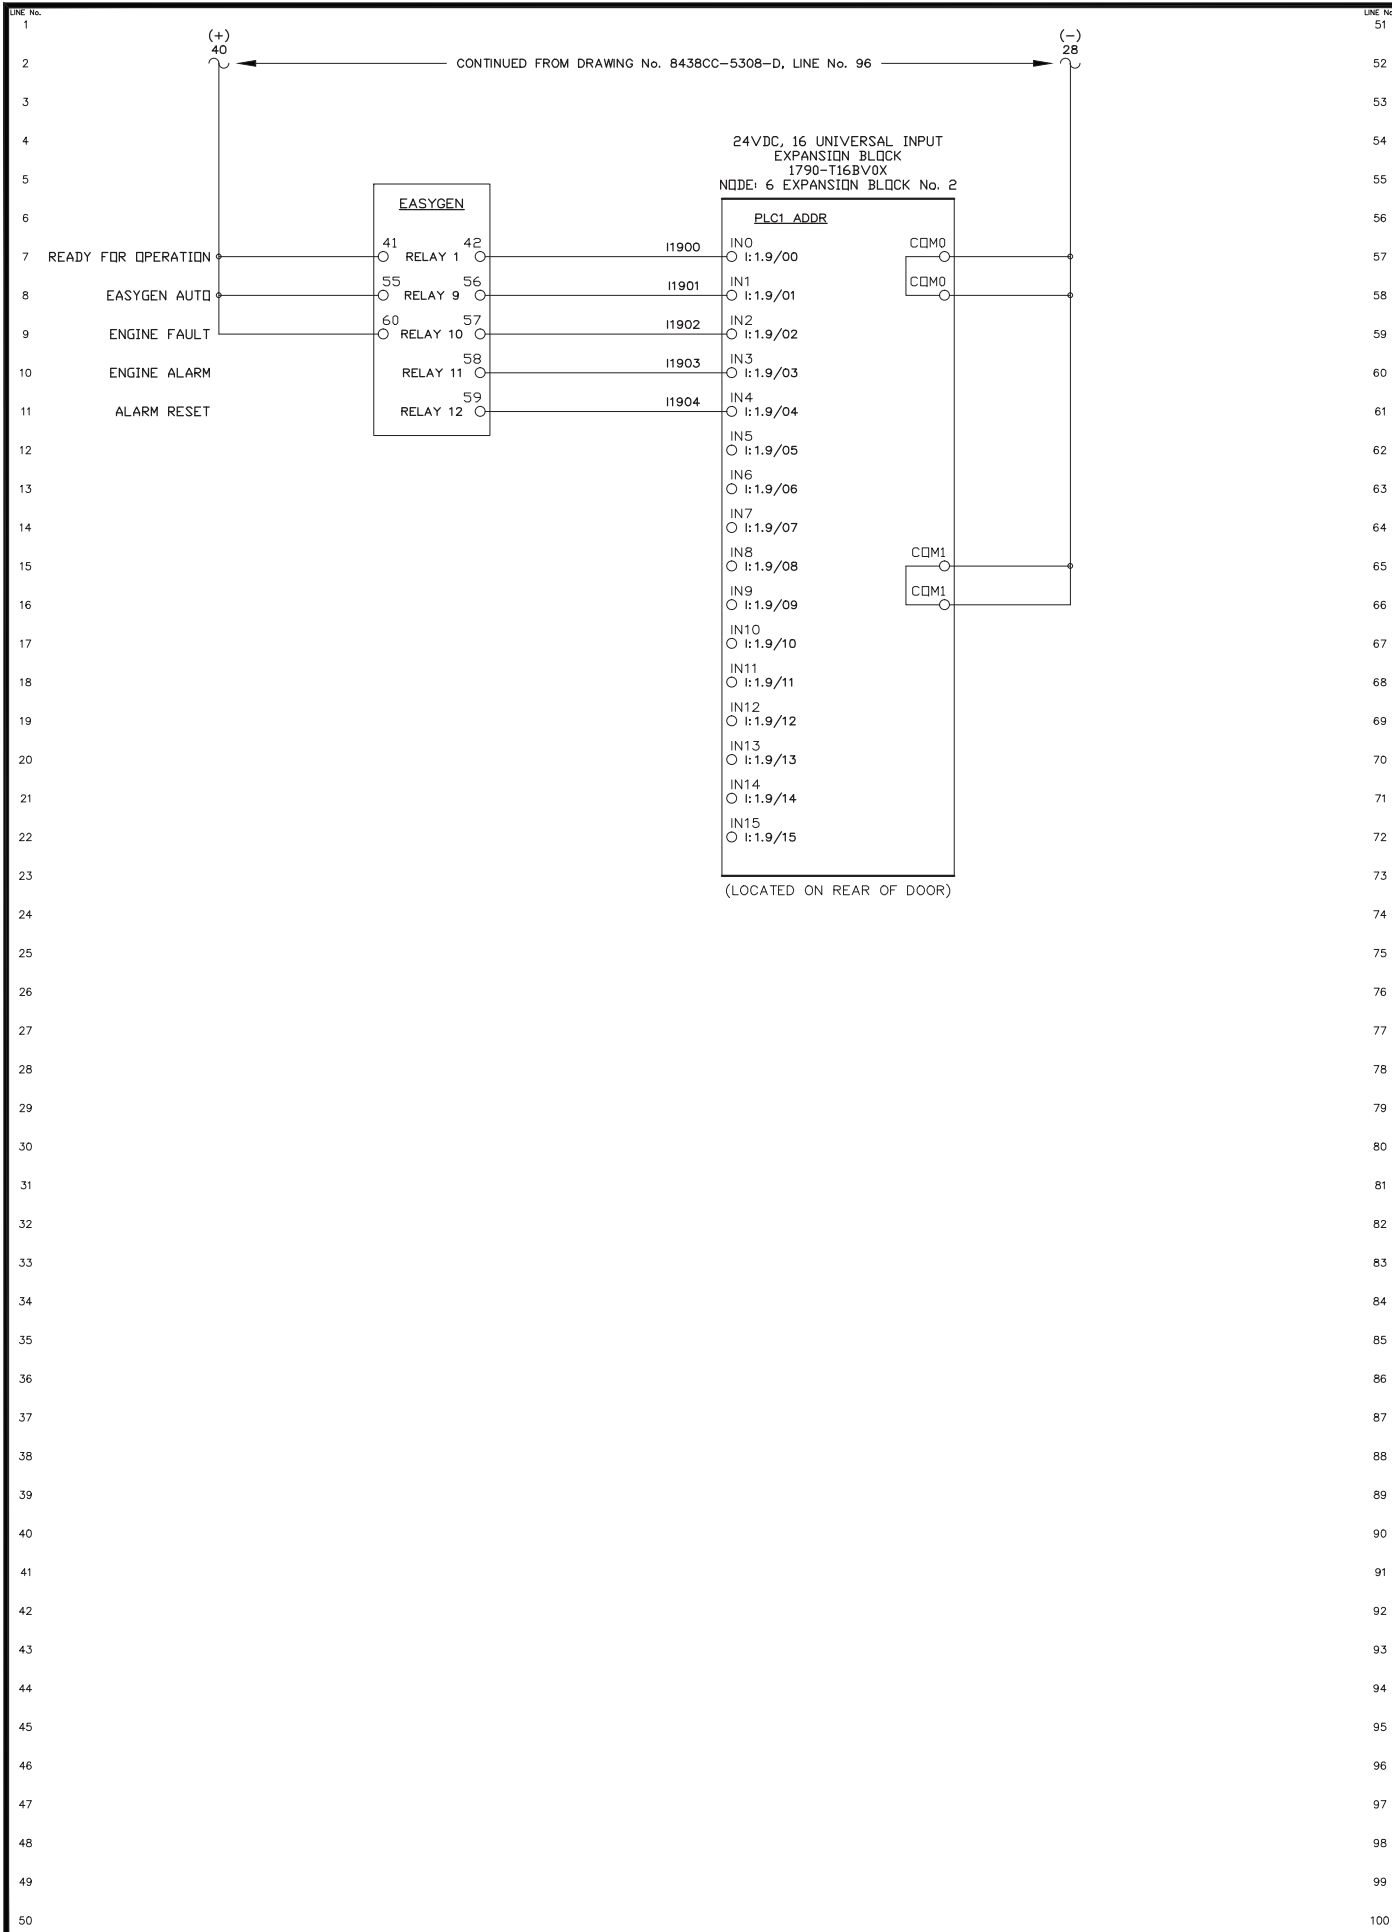 LINE No. LINE No
1 51
(+) (-)
40 28
2 CONTINUED FROM DRAWING No. 8438CC-5308-D, LINE No. 96 52
3 53
4 24VDC, 16 UNIVERSAL INPUT 54
EXPANSION BLOCK
1790-T16BV0X
5 NODE: 6 EXPANSION BLOCK No. 2 55
EASYGEN
6 PLC1 ADDR 56
41 42 IN0 COM0
7 READY FOR OPERATION RELAY 1 I1900 I:1.9/00 57
55 56 IN1 COM0
8 EASYGEN AUTO RELAY 9 I1901 I:1.9/01 58
60 57 IN2
9 ENGINE FAULT RELAY 10 I1902 I:1.9/02 59
58 IN3
10 ENGINE ALARM RELAY 11 I1903 I:1.9/03 60
59 IN4
11 ALARM RESET RELAY 12 I1904 I:1.9/04 61
IN5
12 I:1.9/05 62
IN6
13 I:1.9/06 63
IN7
14 I:1.9/07 64
IN8 COM1
15 I:1.9/08 65
IN9 COM1
16 I:1.9/09 66
IN10
17 I:1.9/10 67
IN11
18 I:1.9/11 68
IN12
19 I:1.9/12 69
IN13
20 I:1.9/13 70
IN14
21 I:1.9/14 71
IN15
22 I:1.9/15 72
23 73
(LOCATED ON REAR OF DOOR)
24 74
25 75
26 76
27 77
28 78
29 79
30 80
31 81
32 82
33 83
34 84
35 85
36 86
37 87
38 88
39 89
40 90
41 91
42 92
43 93
44 94
45 95
46 96
47 97
48 98
49 99
50 100